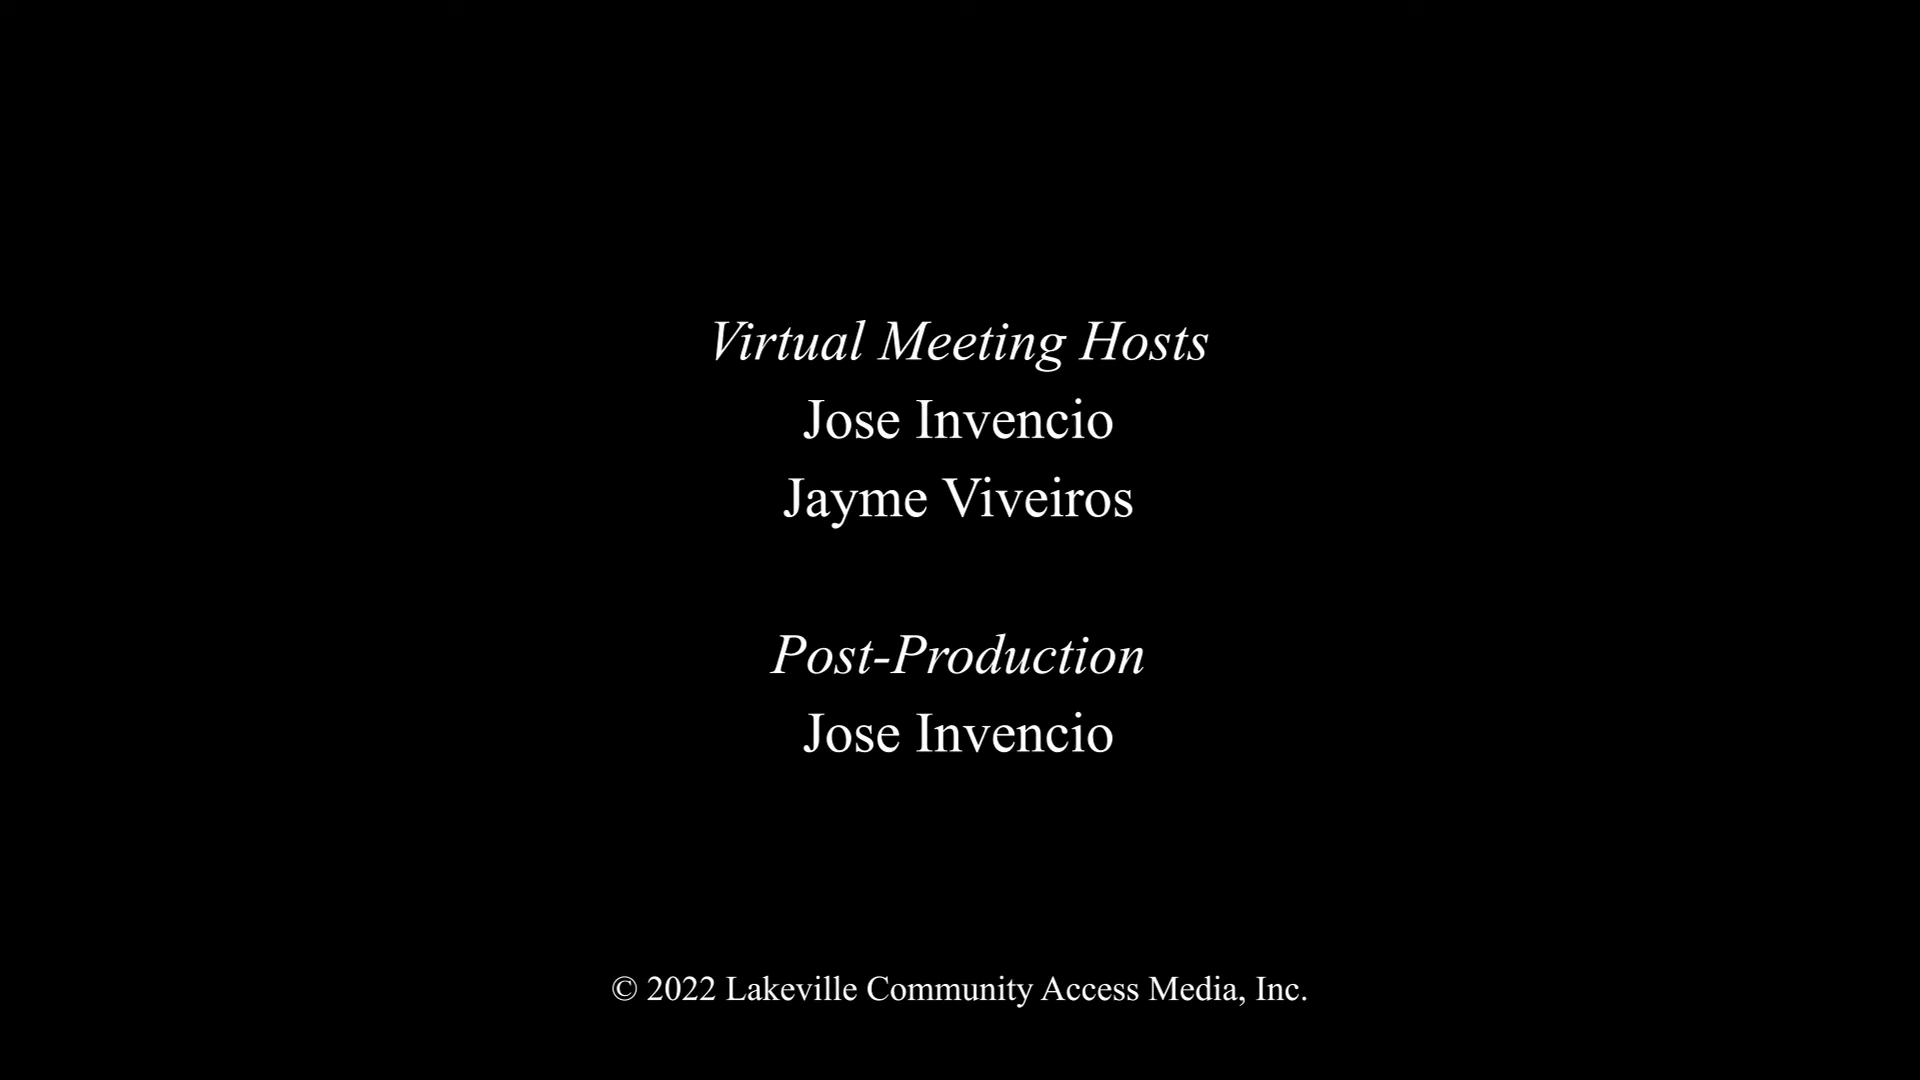 Virtual Meeting Hosts
Jose Invencio
Jayme Viveiros
Post-Production
Jose Invencio
© 2022 Lakeville Community Access Media, Inc.